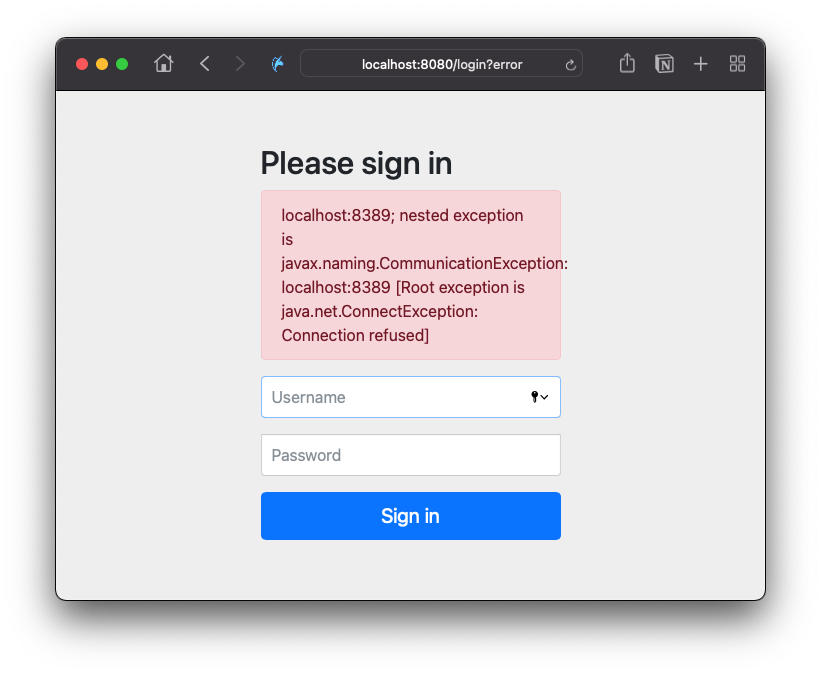 localhost:8080/login?error
Please sign in
localhost:8389; nested exception
is
javax.naming.CommunicationException:
localhost:8389 [Root exception is
java.net.ConnectException:
Connection refused]
Username
Password
Sign in